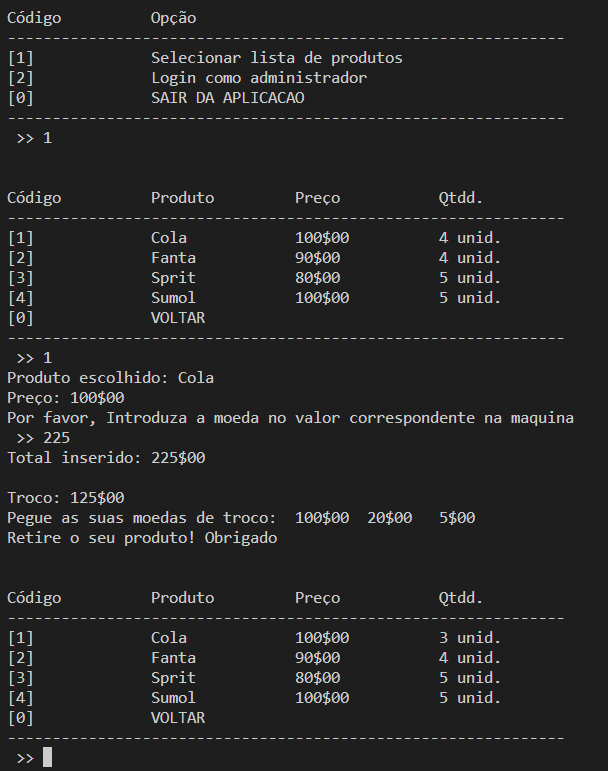 Código          Opção
--------------------------------------------------------------
[1]             Selecionar lista de produtos
[2]             Login como administrador
[0]             SAIR DA APLICACAO
--------------------------------------------------------------
 >> 1
Código          Produto         Preço           Qtdd.
--------------------------------------------------------------
[1]             Cola            100$00          4 unid.
[2]             Fanta           90$00           4 unid.
[3]             Sprit           80$00           5 unid.
[4]             Sumol           100$00          5 unid.
[0]             VOLTAR
--------------------------------------------------------------
 >> 1
Produto escolhido: Cola
Preço: 100$00
Por favor, Introduza a moeda no valor correspondente na maquina
 >> 225
Total inserido: 225$00
Troco: 125$00
Pegue as suas moedas de troco:  100$00  20$00   5$00
Retire o seu produto! Obrigado
Código          Produto         Preço           Qtdd.
--------------------------------------------------------------
[1]             Cola            100$00          3 unid.
[2]             Fanta           90$00           4 unid.
[3]             Sprit           80$00           5 unid.
[4]             Sumol           100$00          5 unid.
[0]             VOLTAR
--------------------------------------------------------------
 >>